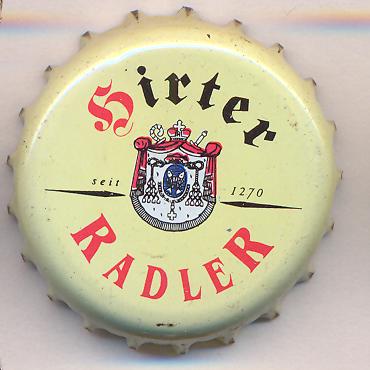 Hirter
seit 1270
RADLER